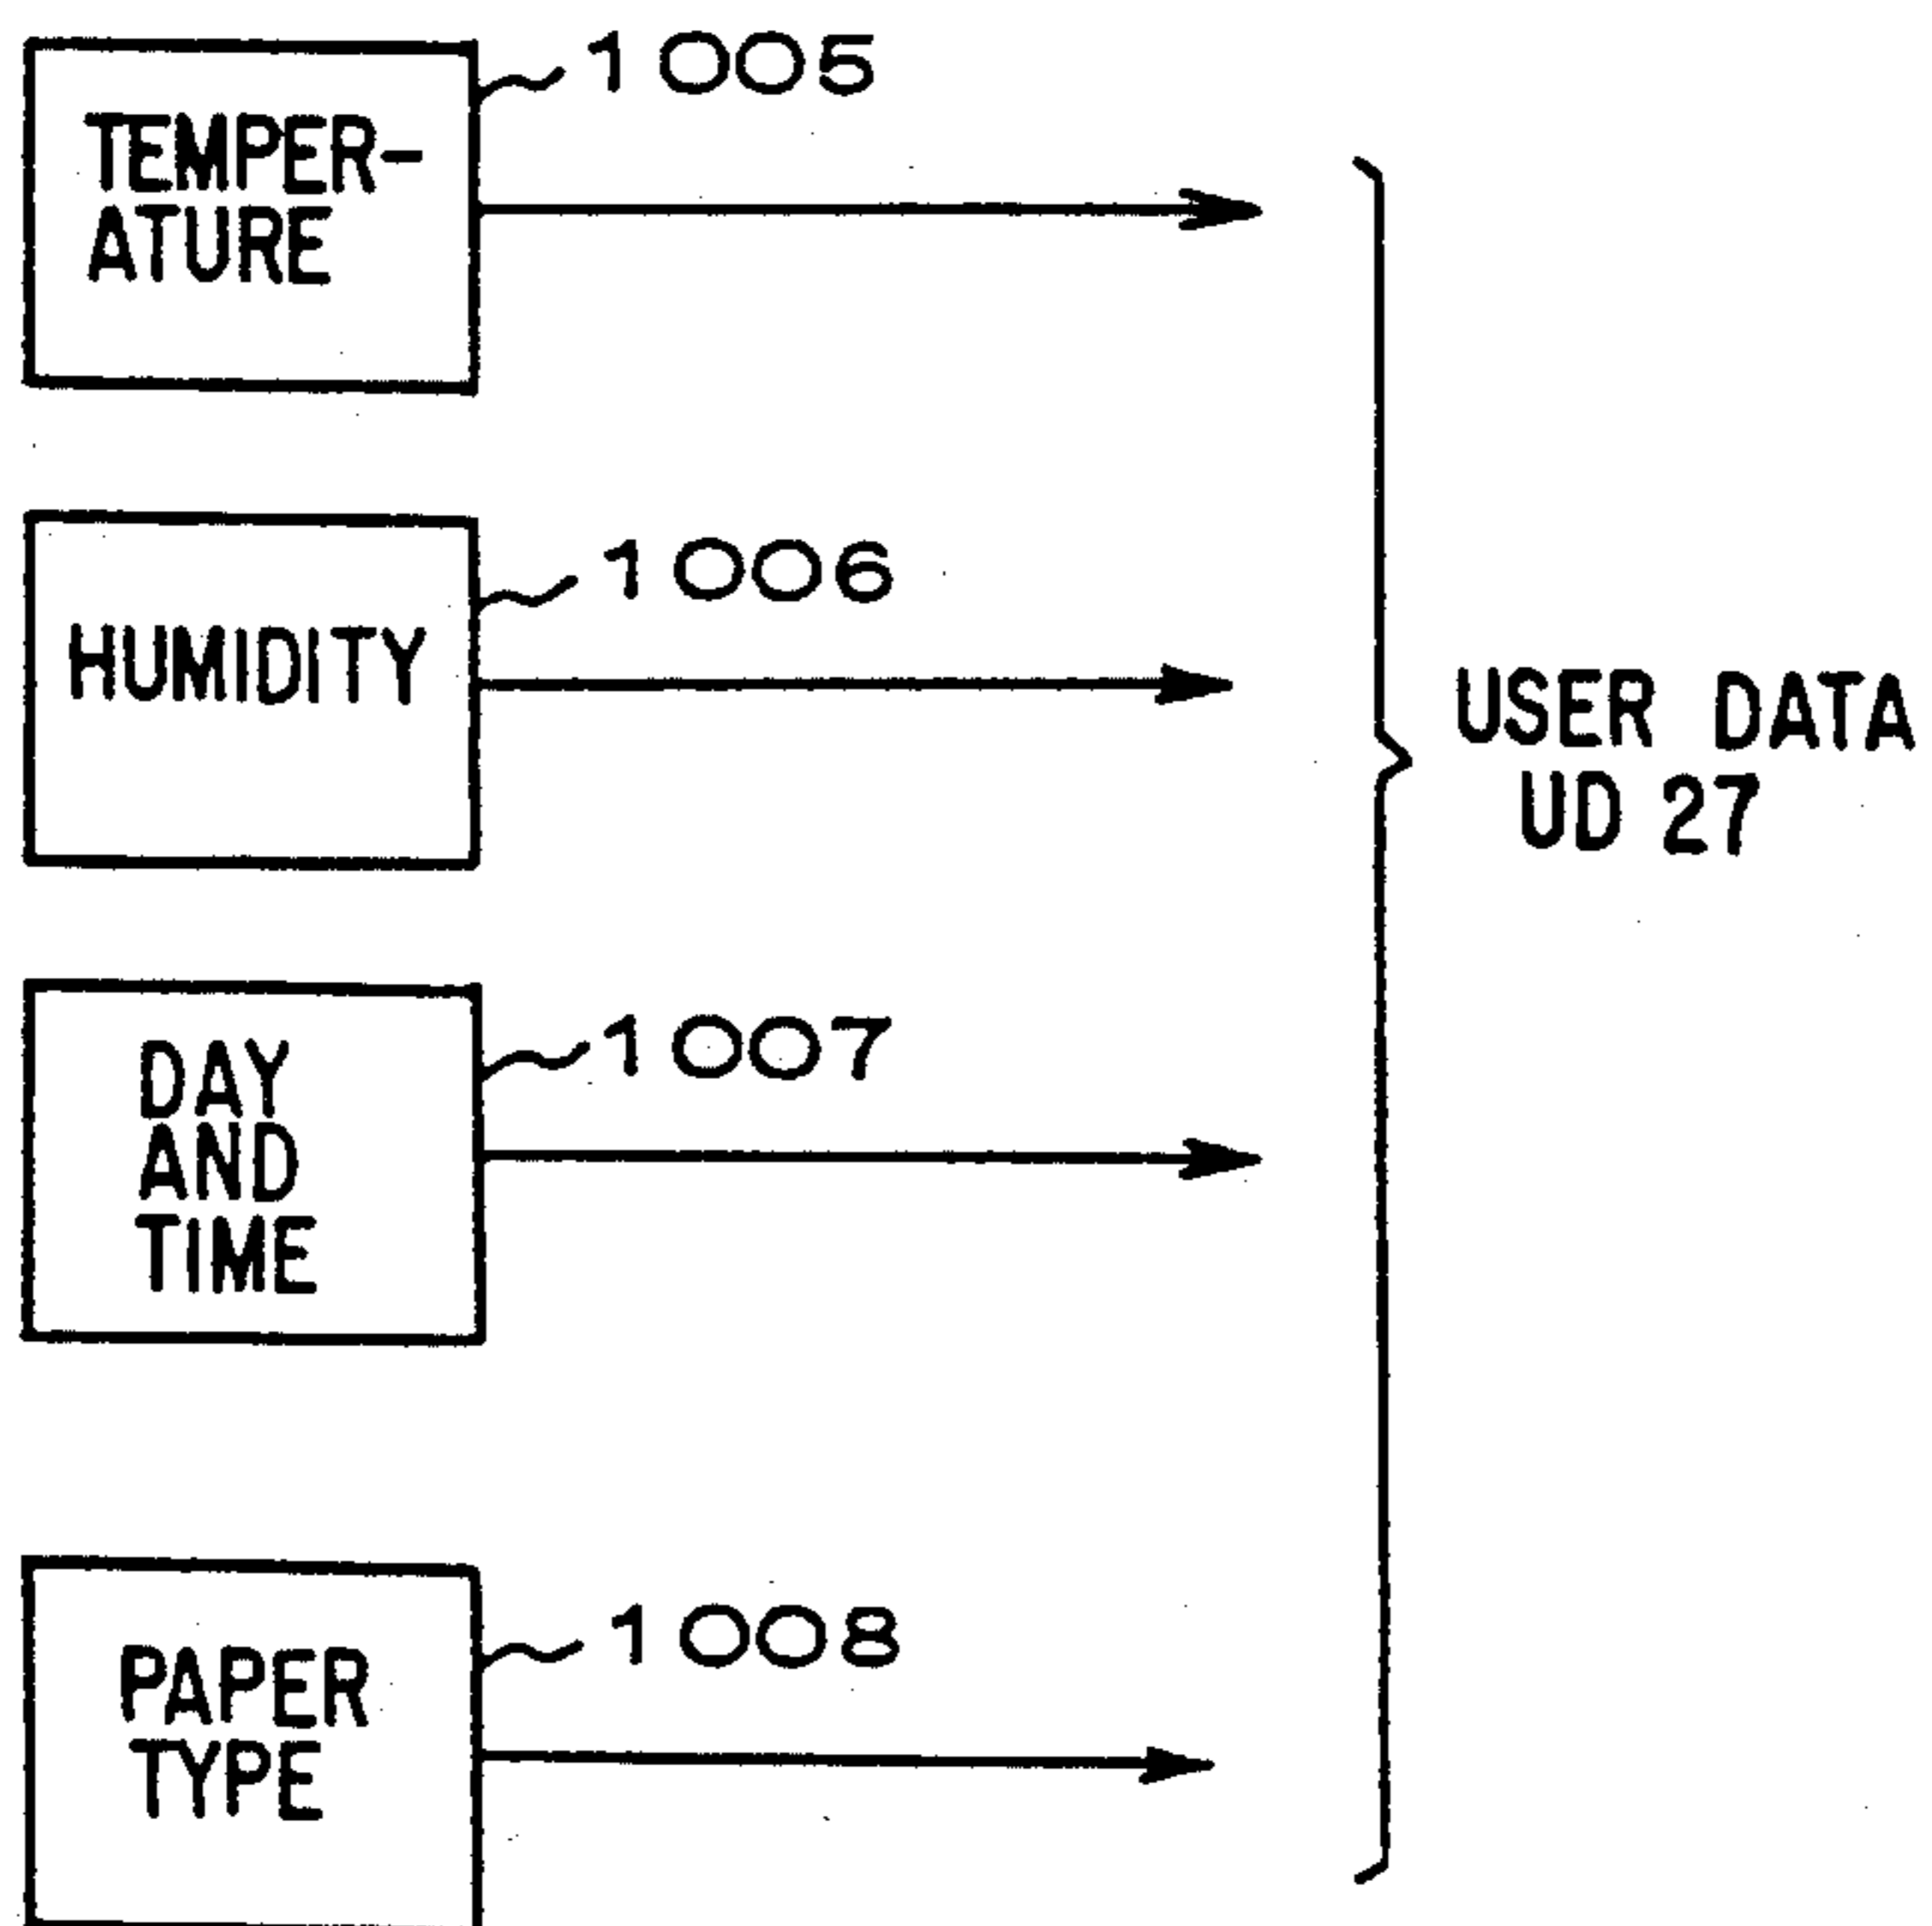 1005
TEMPER-
ATURE
1006
HUMIDITY
USER DATA
UD 27
1007
DAY
AND
TIME
1008
PAPER
TYPE